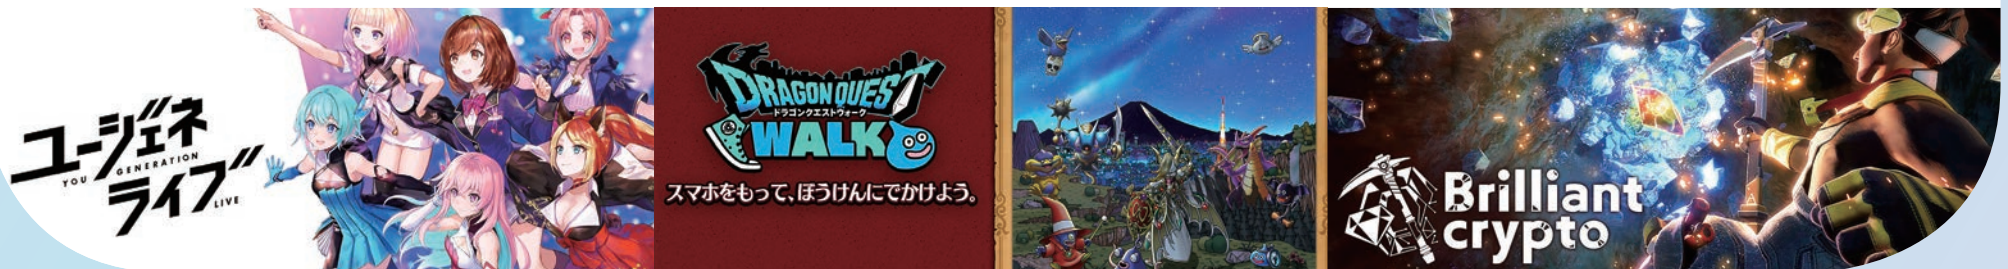 ユージェネ
YOU GENERATION
ライブ LIVE
DRAGON QUEST
ドラゴンクエストウォーク
WALK
スマホをもって、ぼうけんにでかけよう。
Brilliant
crypto